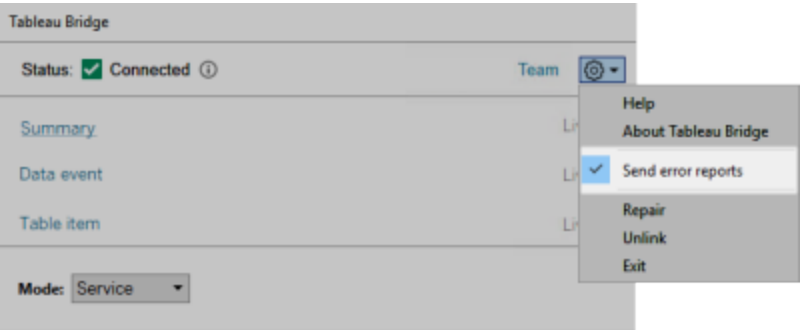 Tableau Bridge
Status: Connected
Team
Help
About Tableau Bridge
Summary
Data event
Send error reports
Table item
Repair
Unlink
Exit
Mode: Service